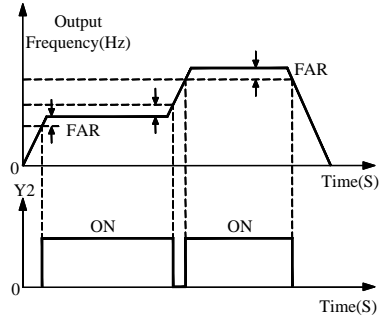 Output
Frequency(Hz)
FAR
FAR
0
Time(S)
Y2
ON
ON
0
Time(S)